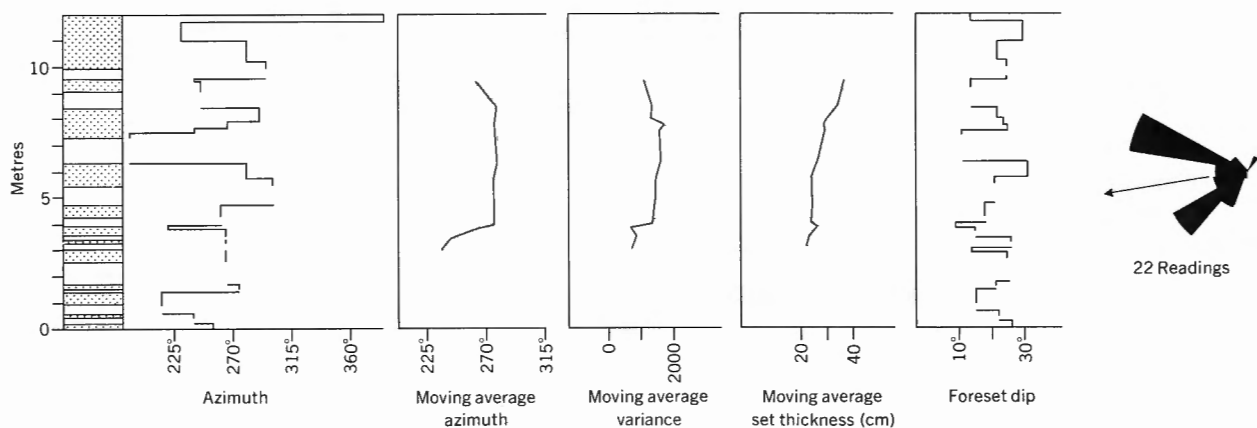 Metres
10
5
0
225°
270°
315°
360°
Azimuth
225°
270°
315°
Moving average
azimuth
0
2000
Moving average
variance
20
40
Moving average
set thickness (cm)
10°
30°
Foreset dip
22 Readings